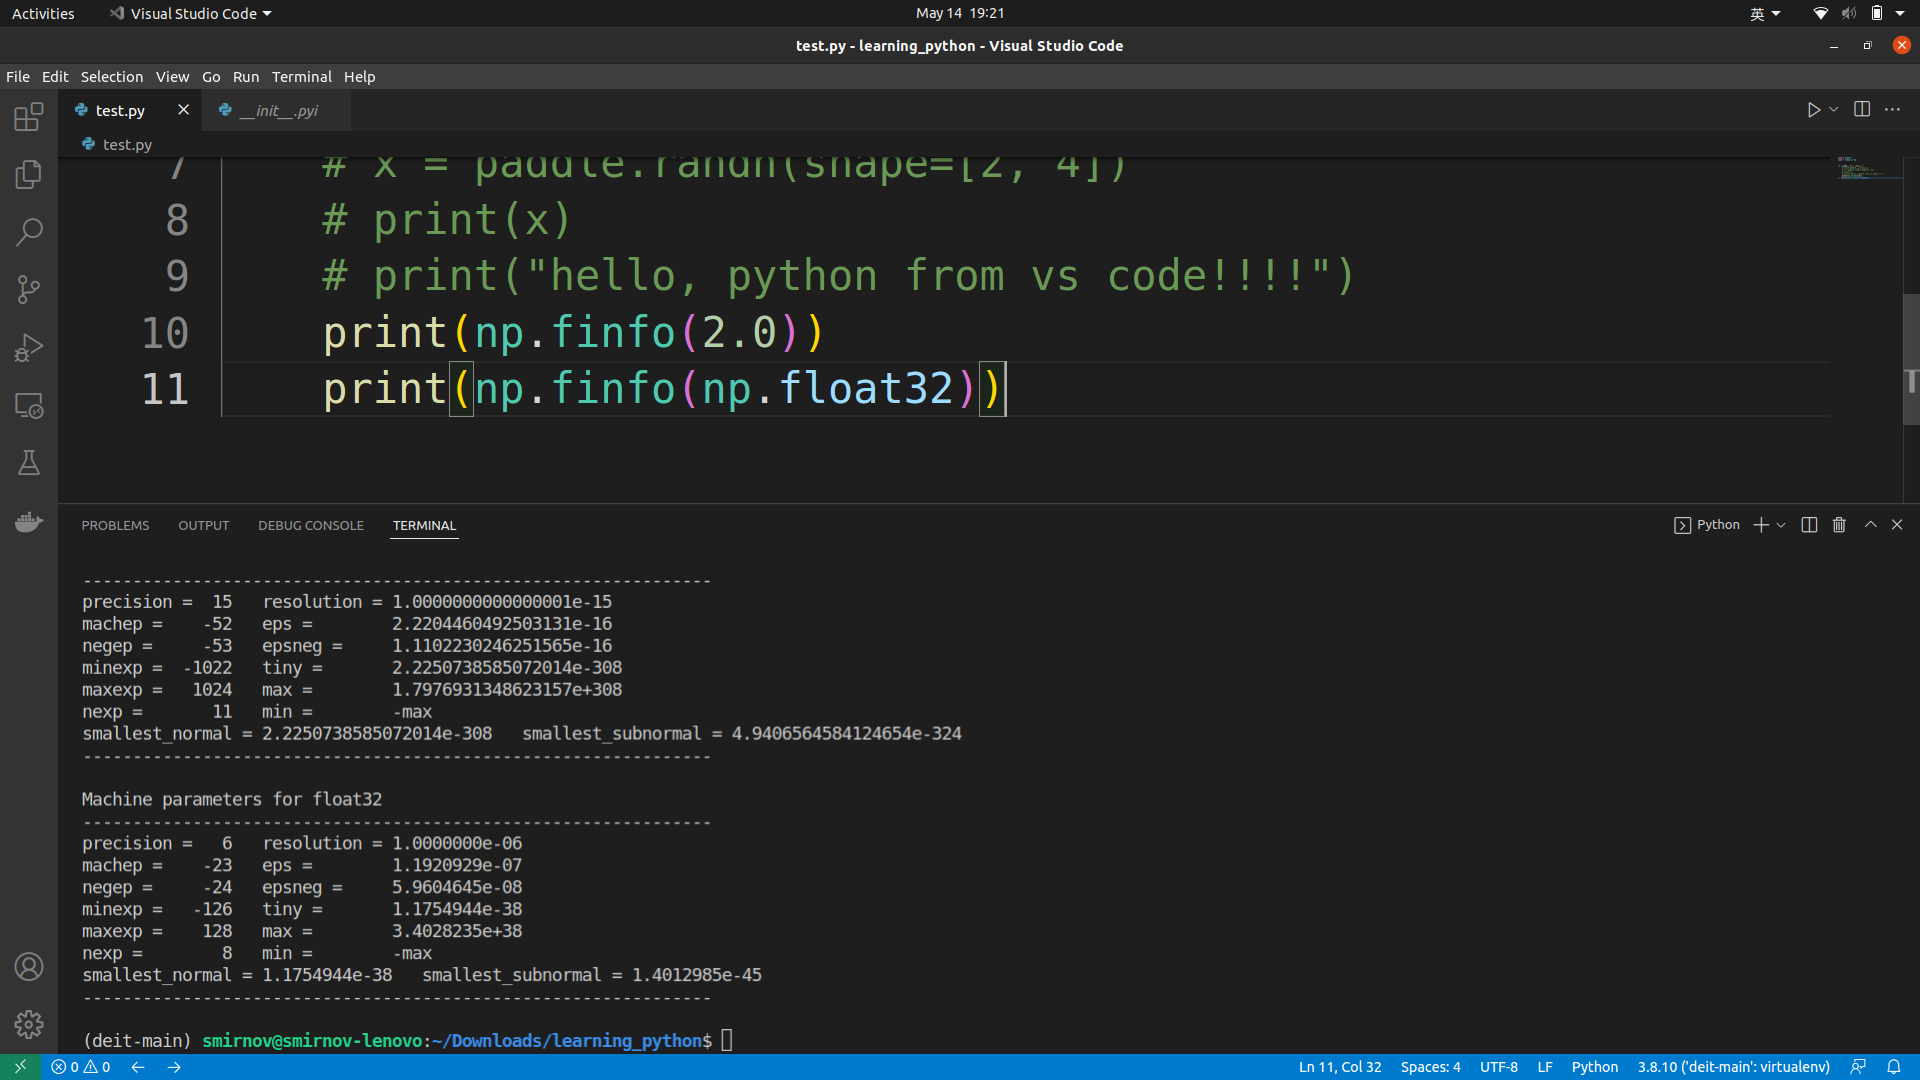 Activities
Visual Studio Code
May 14 19:21
英
test.py - learning_python - Visual Studio Code
File Edit Selection View Go Run Terminal Help
test.py
__init__.pyi
test.py
7 # x = paddle.randn(shape=[2, 4])
8 # print(x)
9 # print("hello, python from vs code!!!!")
10 print(np.finfo(2.0))
11 print(np.finfo(np.float32))
PROBLEMS OUTPUT DEBUG CONSOLE TERMINAL
Python
---------------------------------------------------------------
precision =  15   resolution = 1.0000000000000001e-15
machep =    -52   eps =        2.2204460492503131e-16
negep =     -53   epsneg =     1.1102230246251565e-16
minexp =  -1022   tiny =       2.2250738585072014e-308
maxexp =   1024   max =        1.7976931348623157e+308
nexp =       11   min =        -max
smallest_normal = 2.2250738585072014e-308   smallest_subnormal = 4.9406564584124654e-324
---------------------------------------------------------------
Machine parameters for float32
---------------------------------------------------------------
precision =   6   resolution = 1.0000000e-06
machep =    -23   eps =        1.1920929e-07
negep =     -24   epsneg =     5.9604645e-08
minexp =   -126   tiny =       1.1754944e-38
maxexp =    128   max =        3.4028235e+38
nexp =        8   min =        -max
smallest_normal = 1.1754944e-38   smallest_subnormal = 1.4012985e-45
---------------------------------------------------------------
(deit-main) smirnov@smirnov-lenovo:~/Downloads/learning_python$
0 0 Ln 11, Col 32 Spaces: 4 UTF-8 LF Python 3.8.10 ('deit-main': virtualenv)